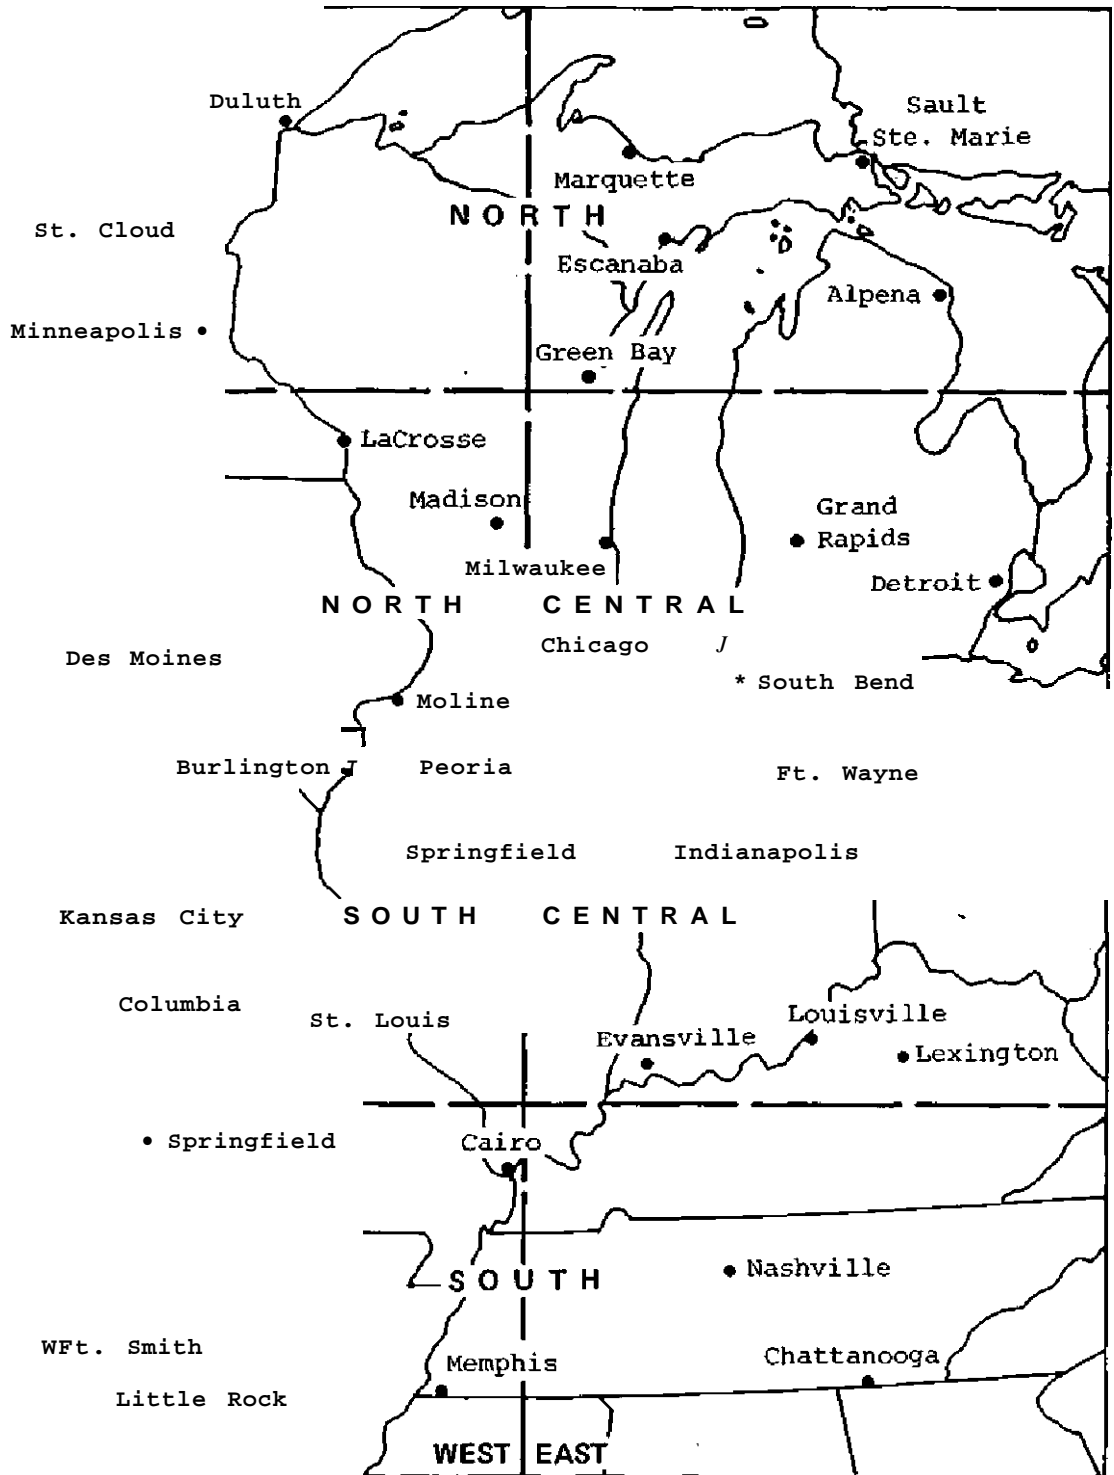 Duluth
Sault
Ste. Marie
Marquette
NORTH
St. Cloud
Escanaba
Alpena
Minneapolis
Green Bay
LaCrosse
Madison
Grand
Rapids
Milwaukee
Detroit
NORTH CENTRAL
Chicago J
Des Moines
* South Bend
Moline
Burlington J
Peoria
Ft. Wayne
Springfield
Indianapolis
Kansas City
SOUTH CENTRAL
Columbia
St. Louis
Louisville
Evansville
Lexington
• Springfield
Cairo
Nashville
SOUTH
WFt. Smith
Memphis
Chattanooga
Little Rock
WEST EAST